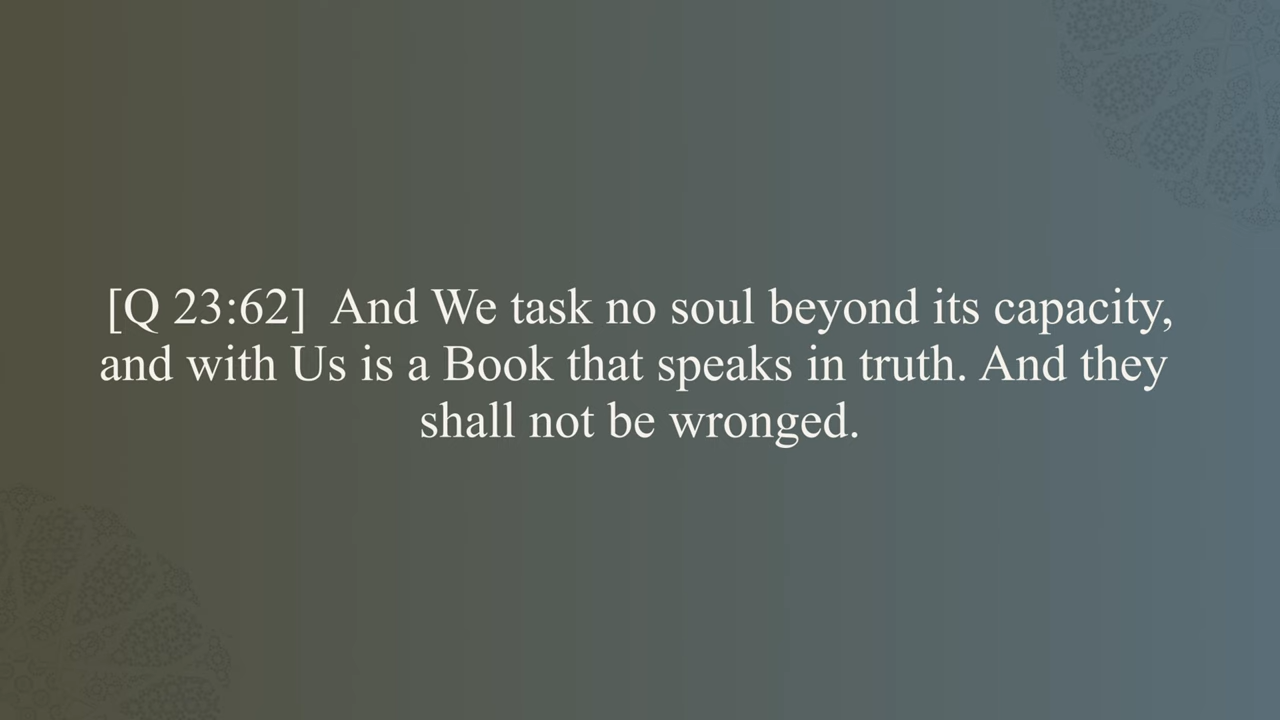 [Q 23:62] And We task no soul beyond its capacity,
and with Us is a Book that speaks in truth. And they
shall not be wronged.